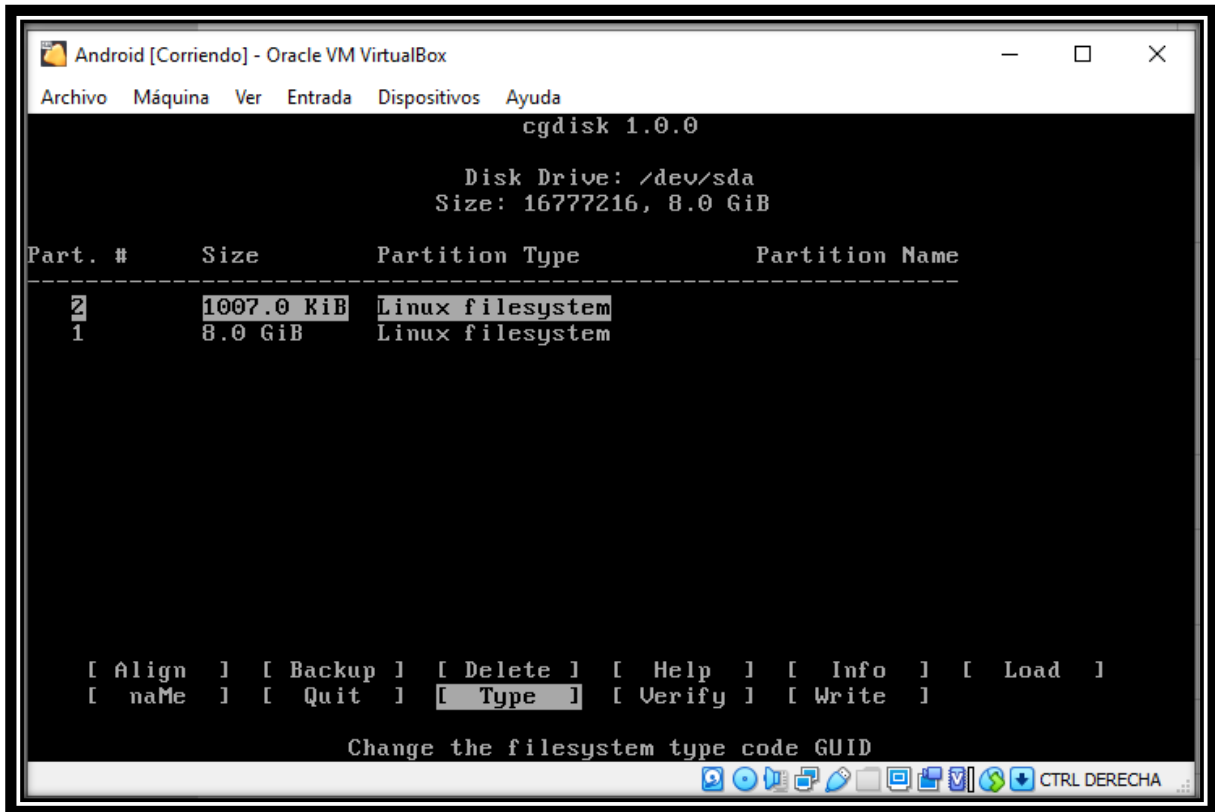 Android [Corriendo] - Oracle VM VirtualBox
Archivo Máquina Ver Entrada Dispositivos Ayuda
cgdisk 1.0.0
Disk Drive: /dev/sda
Size: 16777216, 8.0 GiB
Part. # Size Partition Type Partition Name
----------------------------------------------------------------
2 1007.0 KiB Linux filesystem
1 8.0 GiB Linux filesystem
[ Align ] [ Backup ] [ Delete ] [ Help ] [ Info ] [ Load ]
[ naMe ] [ Quit ] [ Type ] [ Verify ] [ Write ]
Change the filesystem type code GUID
CTRL DERECHA